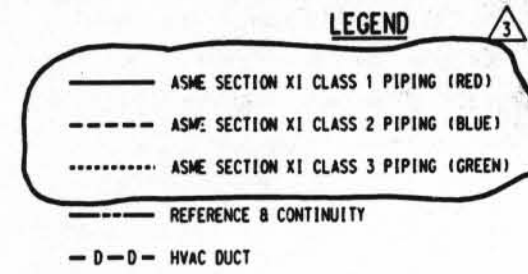 LEGEND
3
ASME SECTION XI CLASS 1 PIPING (RED)
ASME SECTION XI CLASS 2 PIPING (BLUE)
ASME SECTION XI CLASS 3 PIPING (GREEN)
REFERENCE & CONTINUITY
D D HVAC DUCT